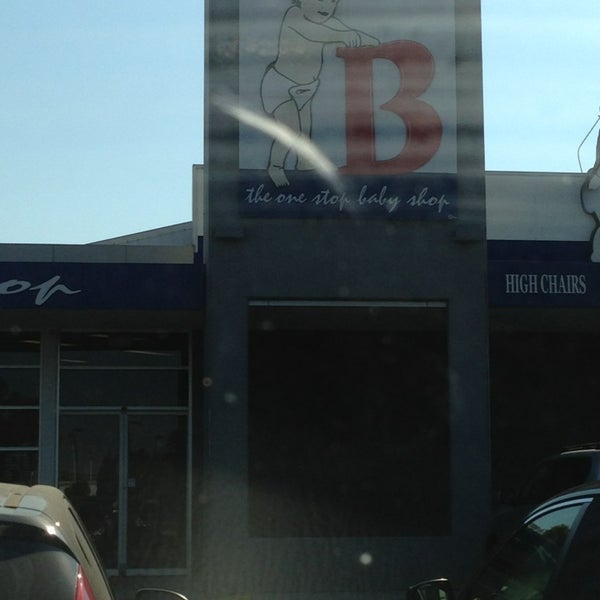 B
the one stop baby shop
op
HIGH CHAIRS